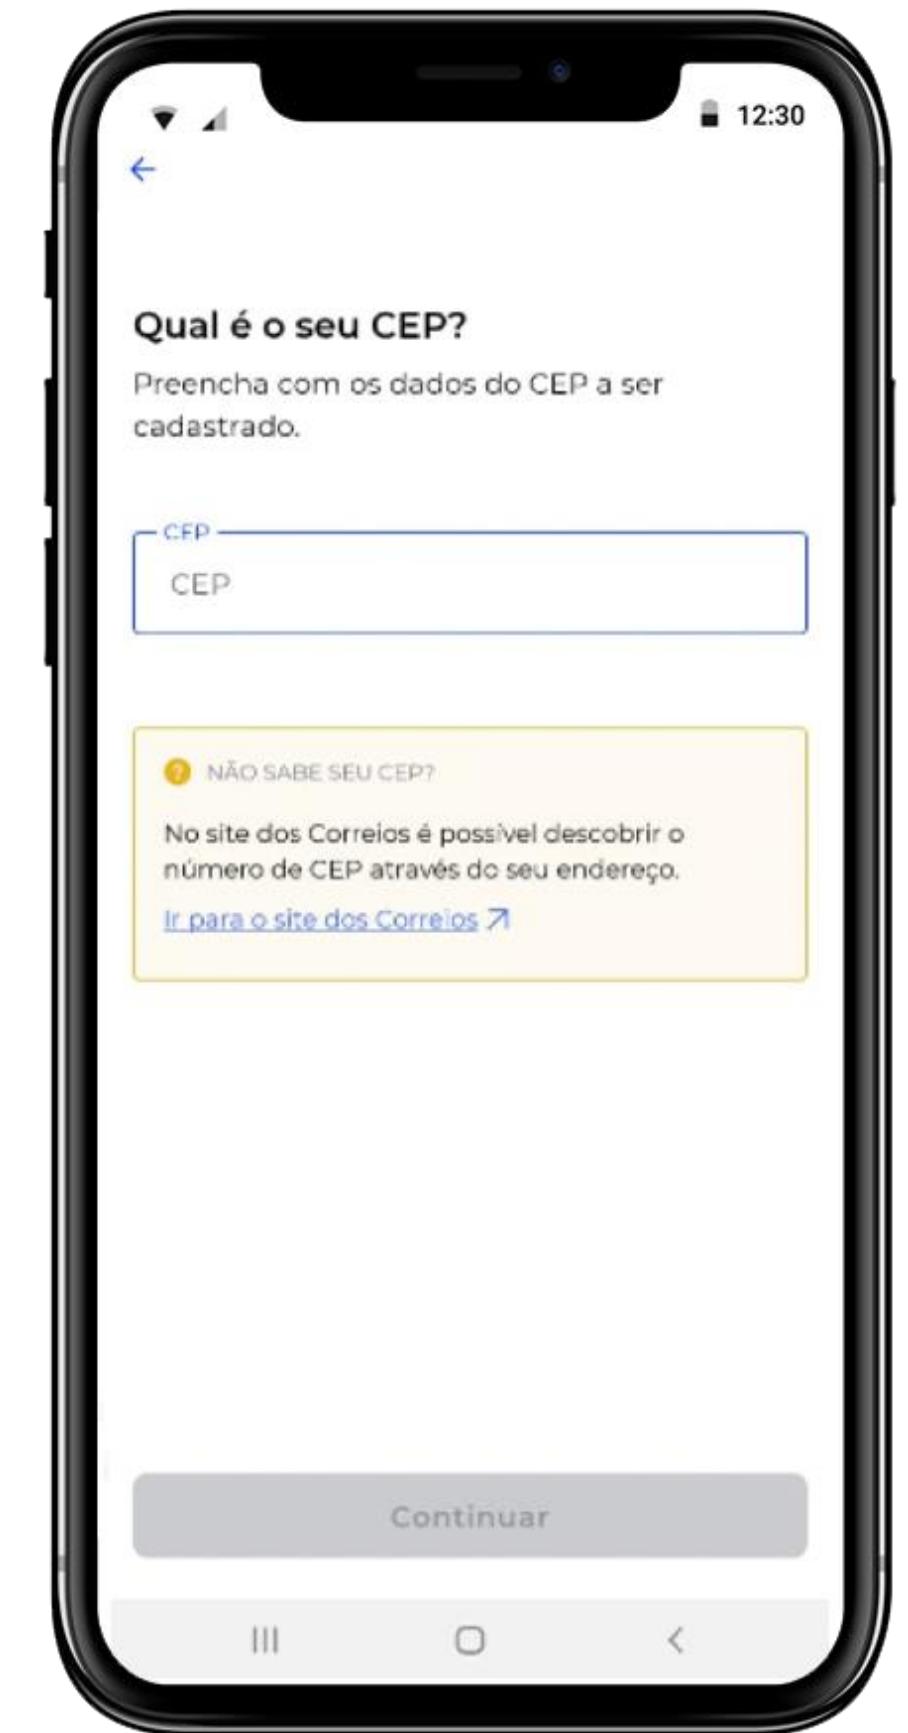 12:30
Qual é o seu CEP?
Preencha com os dados do CEP a ser
cadastrado.
CEP
CEP
NÃO SABE SEU CEP?
No site dos Correios é possível descobrir o
número de CEP através do seu endereço.
Ir para o site dos Correios
Continuar